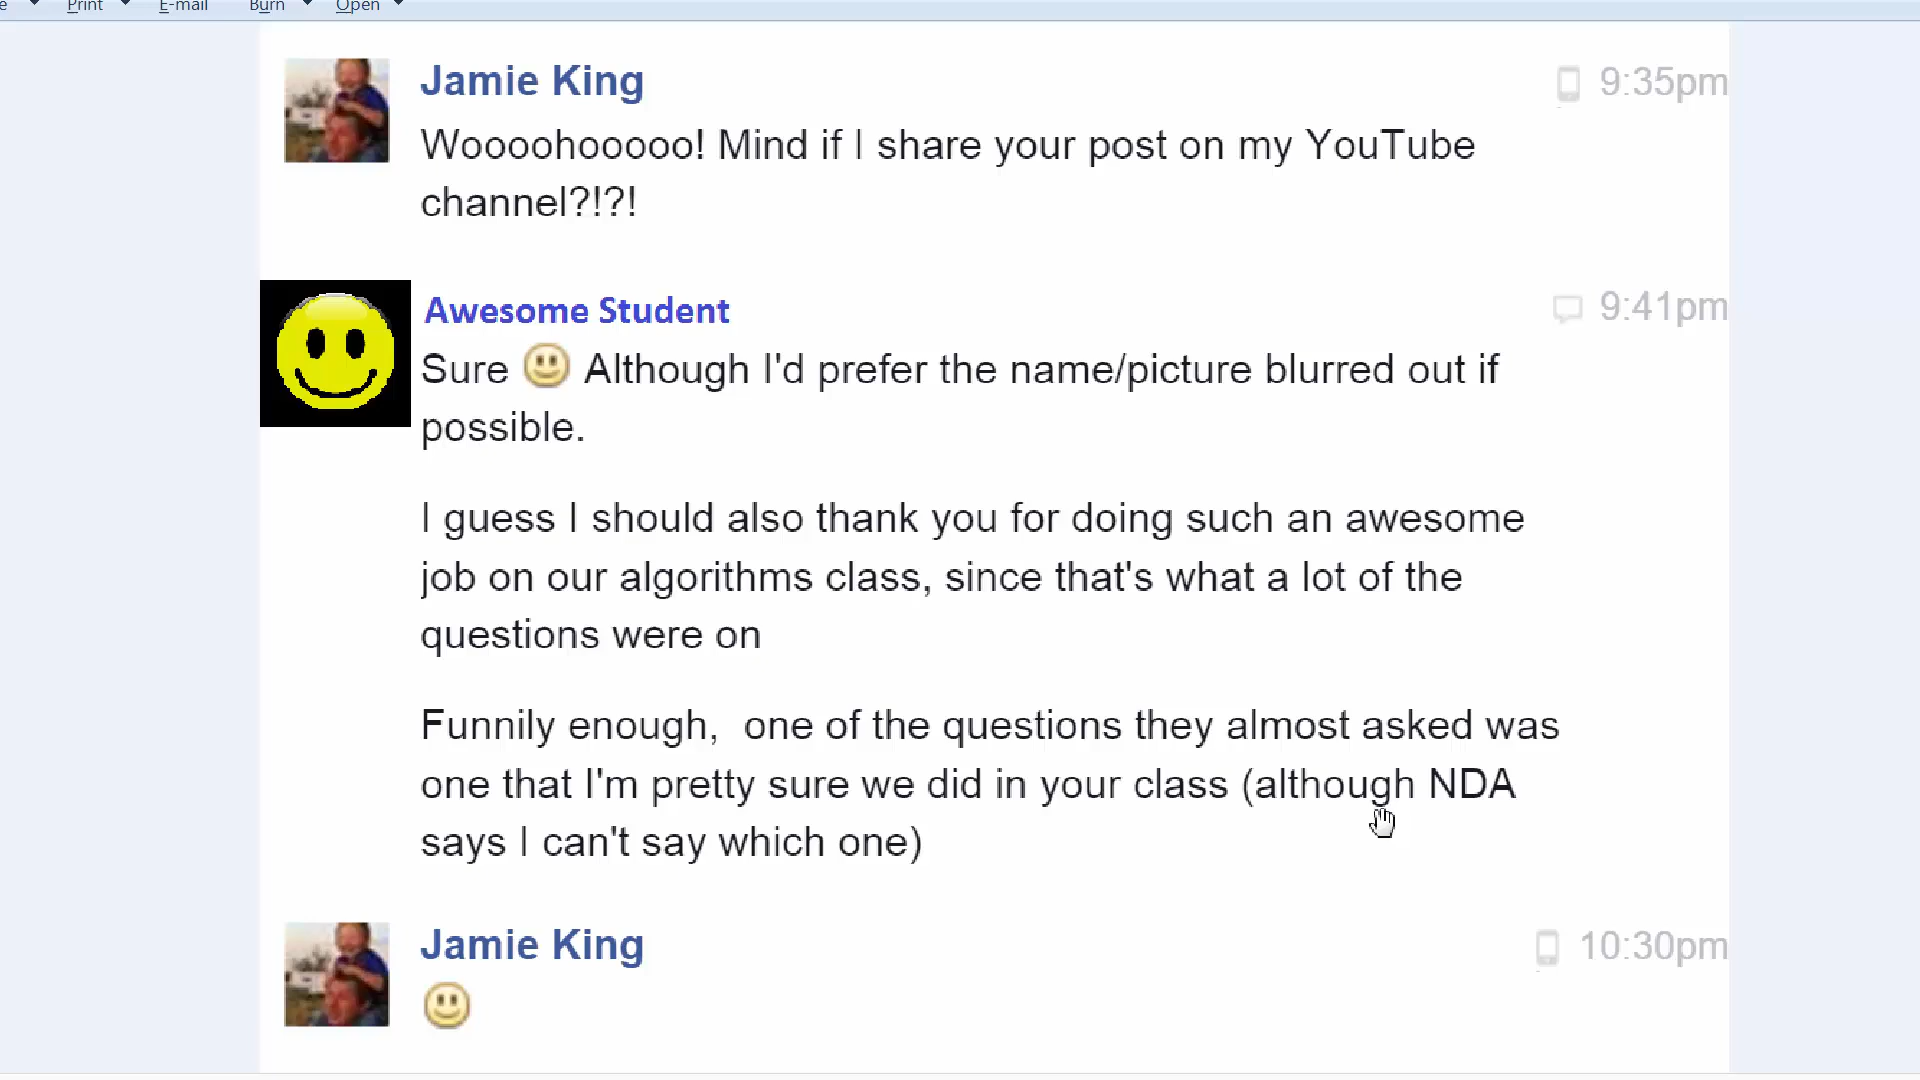 Print E-mail Burn Open
Jamie King 9:35pm
Woooohooooo! Mind if I share your post on my YouTube
channel?!?!
Awesome Student 9:41pm
Sure Although I'd prefer the name/picture blurred out if
possible.
I guess I should also thank you for doing such an awesome
job on our algorithms class, since that's what a lot of the
questions were on
Funnily enough, one of the questions they almost asked was
one that I'm pretty sure we did in your class (although NDA
says I can't say which one)
Jamie King 10:30pm